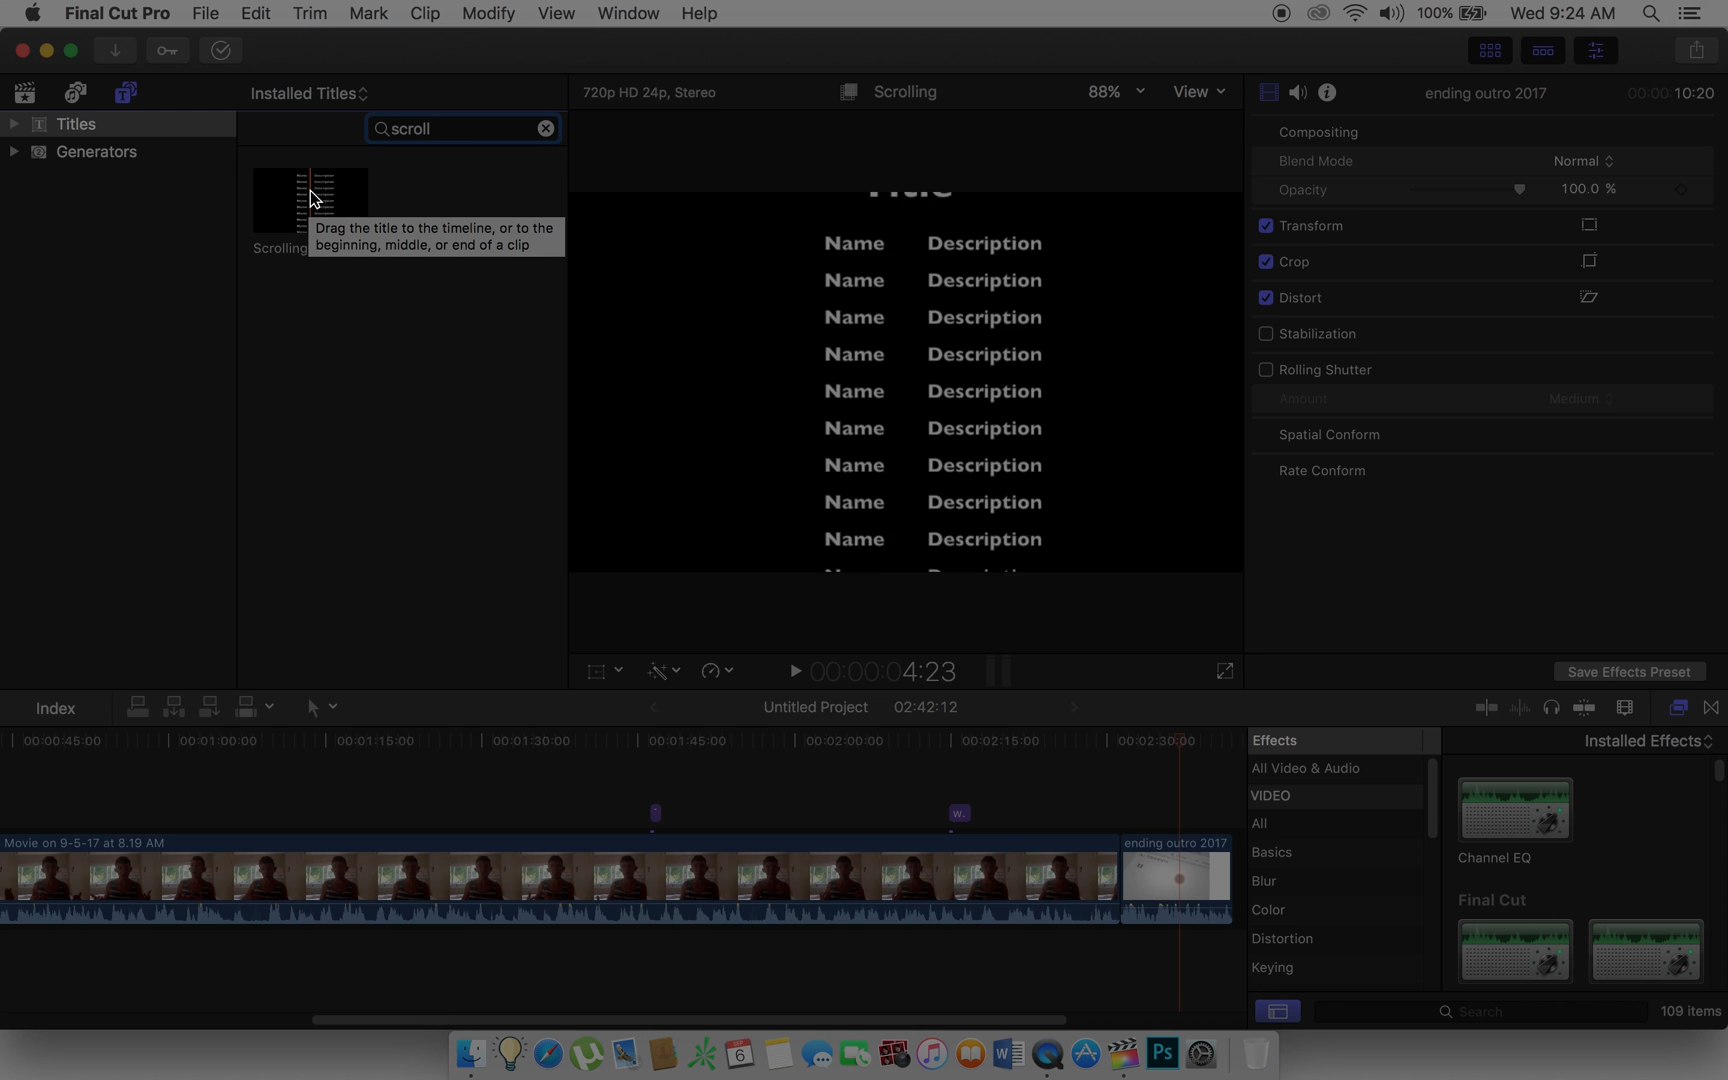 Final Cut Pro File Edit Trim Mark Clip Modify View Window Help 100% Wed 9:24 AM
Installed Titles 720p HD 24p, Stereo Scrolling 88% View ending outro 2017 00:00:10:20
Titles
Generators
scroll
Scrolling
Drag the title to the timeline, or to the
beginning, middle, or end of a clip
Title
Name Description
Name Description
Name Description
Name Description
Name Description
Name Description
Name Description
Name Description
Name Description
Compositing
Blend Mode Normal
Opacity 100.0 %
Transform
Crop
Distort
Stabilization
Rolling Shutter
Amount Medium
Spatial Conform
Rate Conform
00:00:00:04:23 Save Effects Preset
Index Untitled Project 02:42:12
00:00:45:00 00:01:00:00 00:01:15:00 00:01:30:00 00:01:45:00 00:02:00:00 00:02:15:00 00:02:30:00
w.
Movie on 9-5-17 at 8.19 AM ending outro 2017
Effects Installed Effects
All Video & Audio
VIDEO
All
Basics
Blur
Color
Distortion
Keying
Channel EQ
Final Cut
Search 109 items
SEP
6
W
Ps